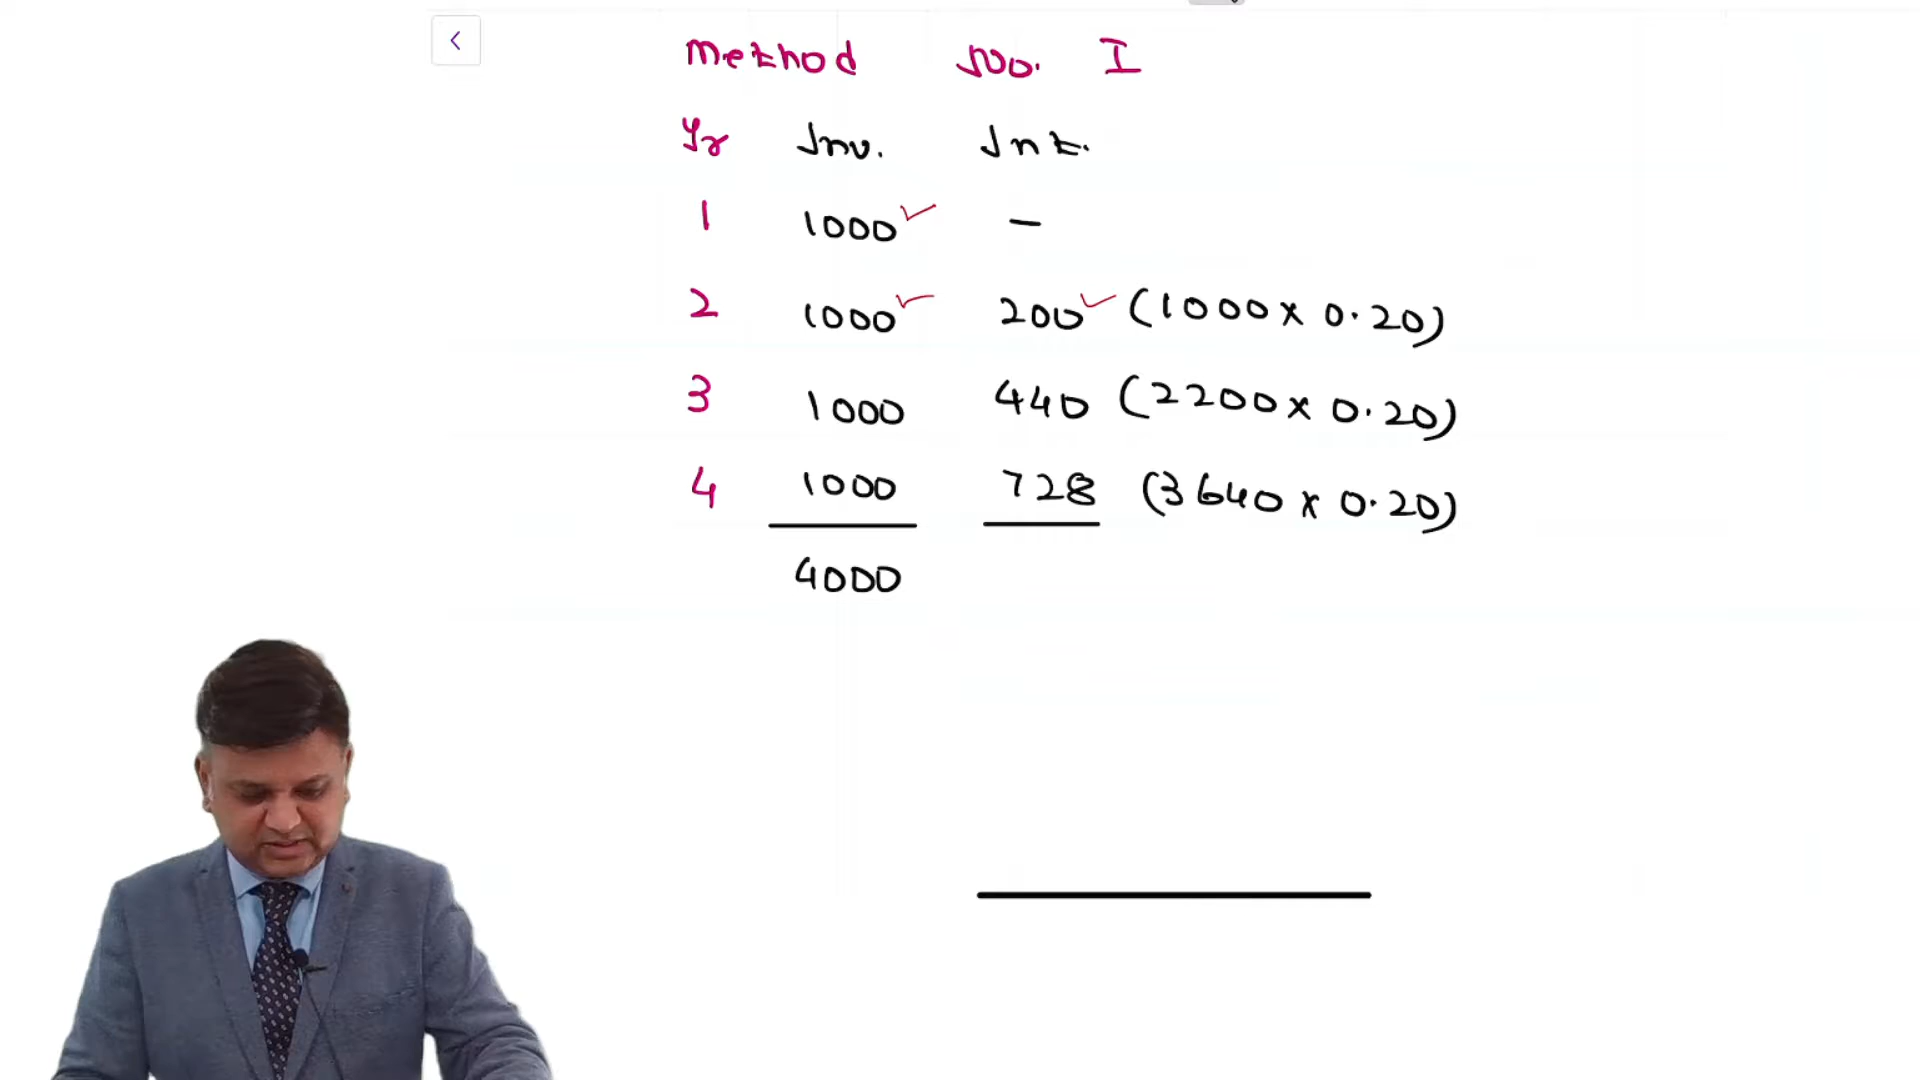 Method No. I
Yr Inv. Int.
1 1000 ✓ —
2 1000 ✓ 200 ✓ (1000 x 0.20)
3 1000 440 (2200 x 0.20)
4 1000 728 (3640 x 0.20)
4000